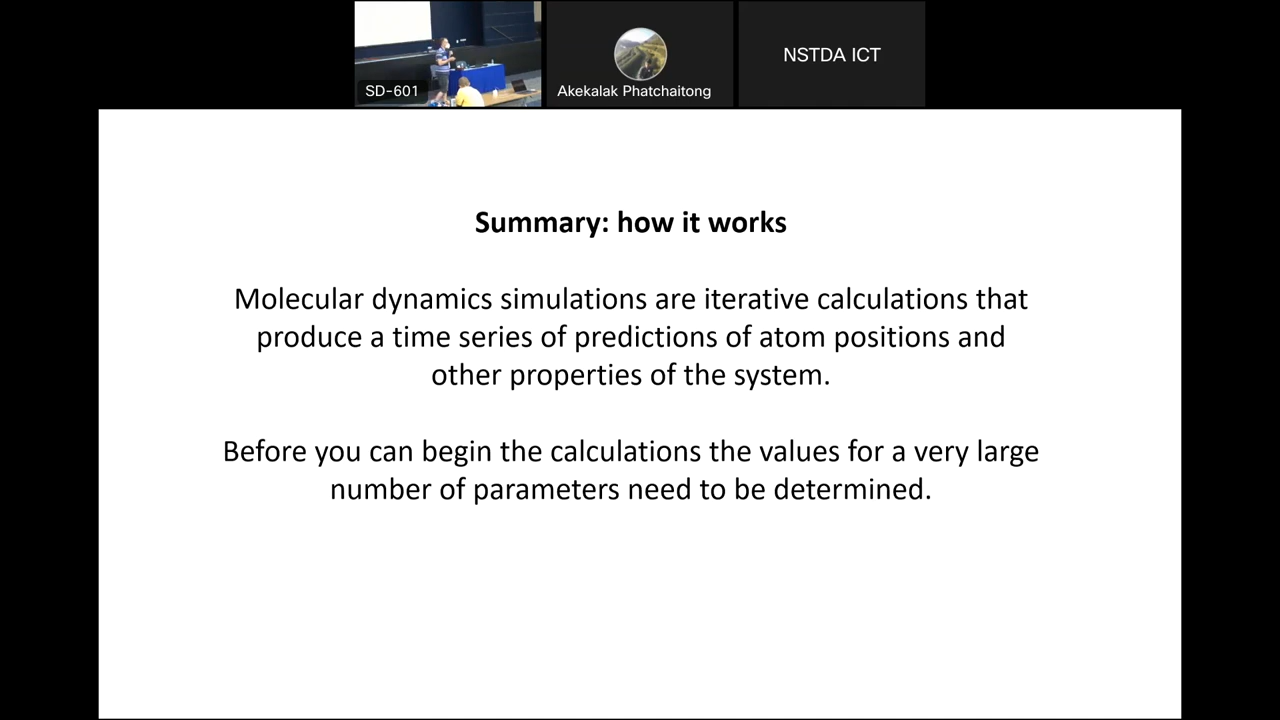 SD-601
Akekalak Phatchaitong
NSTDA ICT
Summary: how it works
Molecular dynamics simulations are iterative calculations that
produce a time series of predictions of atom positions and
other properties of the system.
Before you can begin the calculations the values for a very large
number of parameters need to be determined.